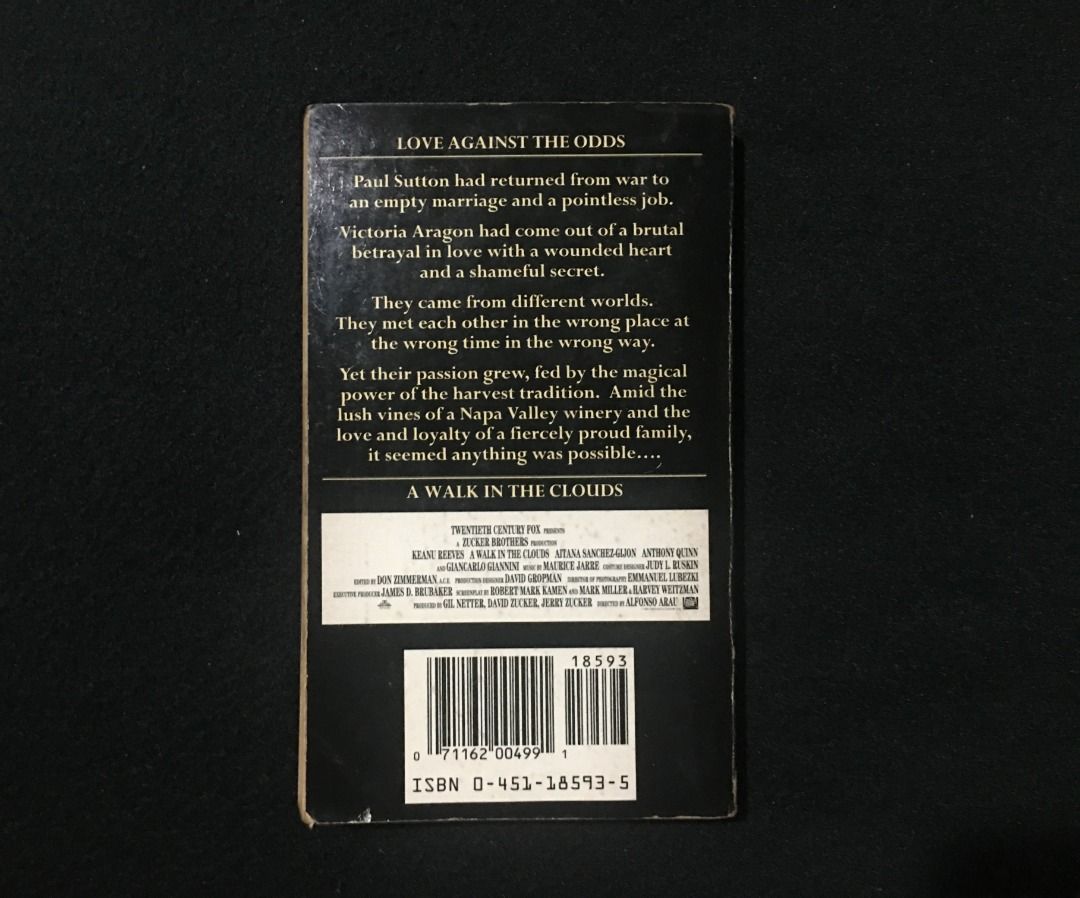 LOVE AGAINST THE ODDS
Paul Sutton had returned from war to
an empty marriage and a pointless job.
Victoria Aragon had come out of a brutal
betrayal in love with a wounded heart
and a shameful secret.
They came from different worlds.
They met each other in the wrong place at
the wrong time in the wrong way.
Yet their passion grew, fed by the magical
power of the harvest tradition. Amid the
lush vines of a Napa Valley winery and the
love and loyalty of a fiercely proud family,
it seemed anything was possible....
A WALK IN THE CLOUDS
TWENTIETH CENTURY FOX PRESENTS
A ZUCKER BROTHERS PRODUCTION
KEANU REEVES A WALK IN THE CLOUDS AITANA SANCHEZ-GIJON ANTHONY QUINN
AND GIANCARLO GIANNINI MUSIC BY MAURICE JARRE COSTUME DESIGNER JUDY L. RUSKIN
EDITED BY DON ZIMMERMAN, A.C.E. PRODUCTION DESIGNER DAVID GROPMAN DIRECTOR OF PHOTOGRAPHY EMMANUEL LUBEZKI
EXECUTIVE PRODUCER JAMES D. BRUBAKER SCREENPLAY BY ROBERT MARK KAMEN AND MARK MILLER & HARVEY WEITZMAN
PRODUCED BY GIL NETTER, DAVID ZUCKER, JERRY ZUCKER DIRECTED BY ALFONSO ARAU
18593
0 71162 00499 1
ISBN 0-451-18593-5